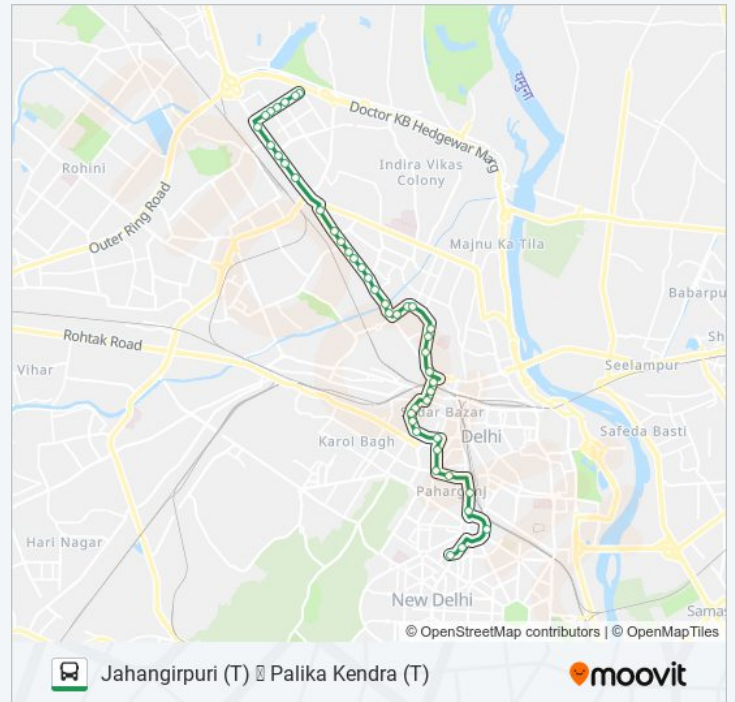 यमुना
Doctor KB Hedgewar Marg
Rohini
Indira Vikas
Colony
Outer Ring Road
Majnu Ka Tila
Babarpu
Rohtak Road
Sh
Vihar
Seelampur
Sadar Bazar
Karol Bagh
Delhi
Safeda Basti
Paharganj
Hari Nagar
New Delhi
Samas
© OpenStreetMap contributors | © OpenMapTiles
Jahangirpuri (T) Palika Kendra (T)
moovit